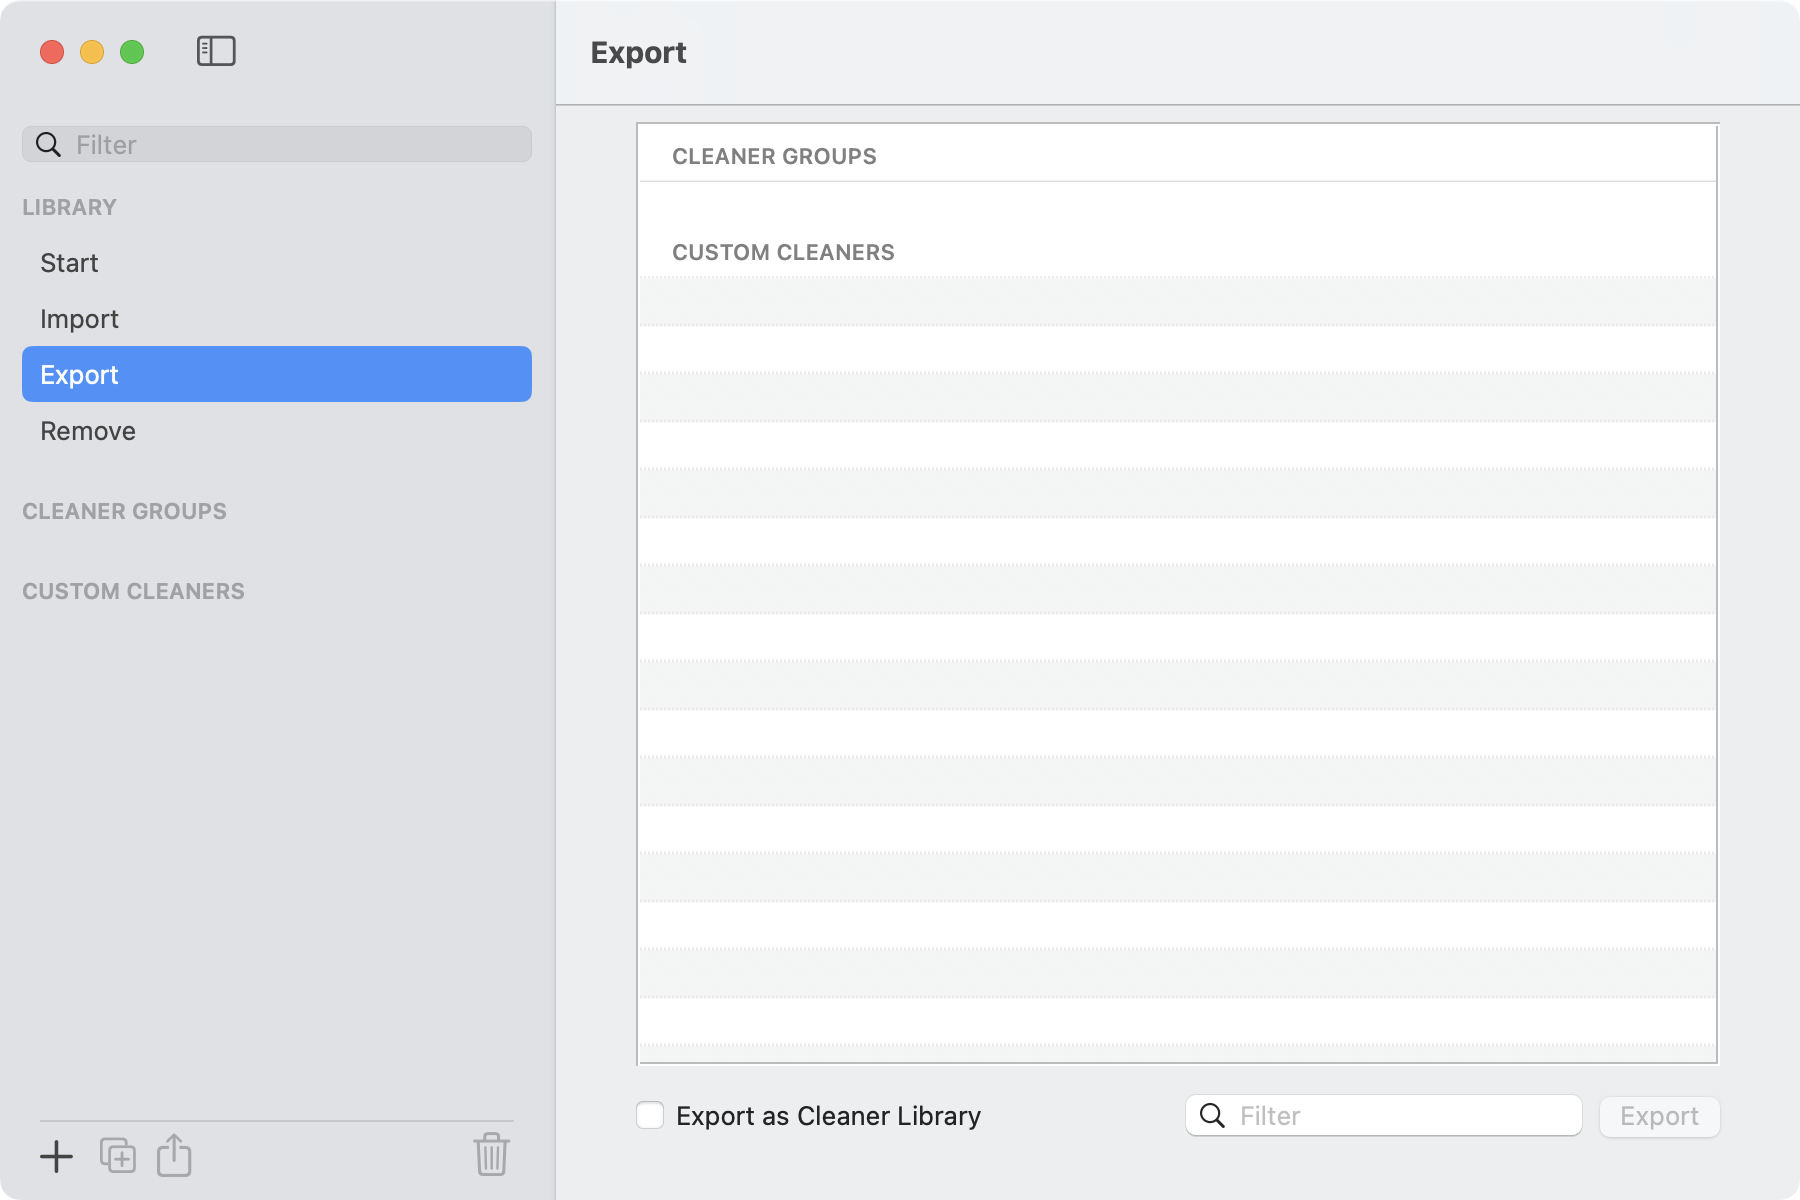 Filter
LIBRARY
Start
Import
Export
Remove
CLEANER GROUPS
CUSTOM CLEANERS
Export
CLEANER GROUPS
CUSTOM CLEANERS
Export as Cleaner Library
Filter
Export